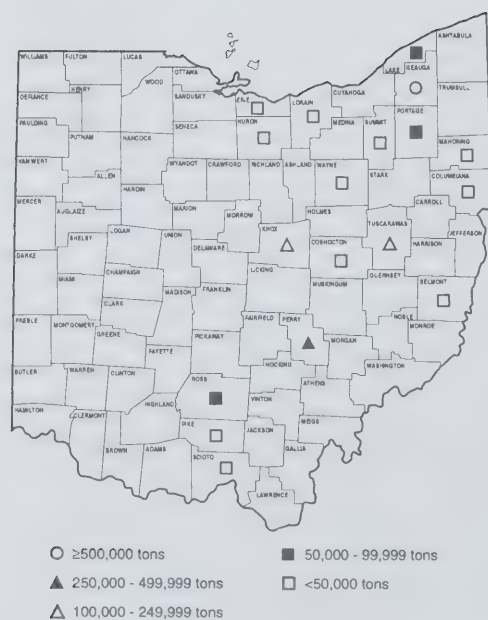 ASHTABULA
WILLIAMS FULTON LUCAS
LAKE GEAUGA
OTTAWA
WOOD
CUYAHOGA
HENRY
DEFIANCE SANDUSKY ERIE LORAIN TRUMBULL
PORTAGE
PAULDING SENECA HURON MEDINA SUMMIT
PUTNAM HANCOCK
MAHONING
VAN WERT WYANDOT CRAWFORD RICHLAND ASHLAND WAYNE STARK
ALLEN COLUMBIANA
HARDIN
CARROLL
MERCER MARION
AUGLAIZE MORROW HOLMES
TUSCARAWAS
LOGAN KNOX JEFFERSON
SHELBY UNION DELAWARE COSHOCTON HARRISON
DARKE
CHAMPAIGN LICKING GUERNSEY
MIAMI BELMONT
FRANKLIN MUSKINGUM
MADISON
CLARK
NOBLE
PREBLE MONTGOMERY FAIRFIELD PERRY MONROE
GREENE PICKAWAY MORGAN
FAYETTE
HOCKING WASHINGTON
BUTLER WARREN CLINTON ROSS ATHENS
VINTON
HIGHLAND
HAMILTON CLERMONT PIKE MEIGS
JACKSON
BROWN ADAMS SCIOTO GALLIA
LAWRENCE
≥500,000 tons
250,000 - 499,999 tons
100,000 - 249,999 tons
50,000 - 99,999 tons
<50,000 tons